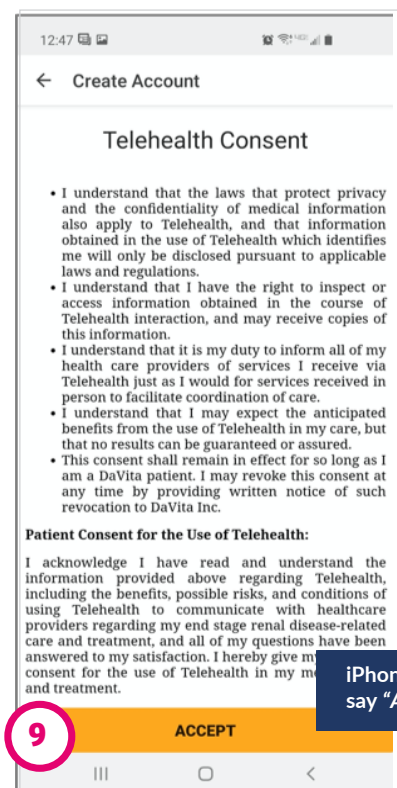 12:47
Create Account
Telehealth Consent
• I understand that the laws that protect privacy
and the confidentiality of medical information
also apply to Telehealth, and that information
obtained in the use of Telehealth which identifies
me will only be disclosed pursuant to applicable
laws and regulations.
• I understand that I have the right to inspect or
access information obtained in the course of
Telehealth interaction, and may receive copies of
this information.
• I understand that it is my duty to inform all of my
health care providers of services I receive via
Telehealth just as I would for services received in
person to facilitate coordination of care.
• I understand that I may expect the anticipated
benefits from the use of Telehealth in my care, but
that no results can be guaranteed or assured.
• This consent shall remain in effect for so long as I
am a DaVita patient. I may revoke this consent at
any time by providing written notice of such
revocation to DaVita Inc.
Patient Consent for the Use of Telehealth:
I acknowledge I have read and understand the
information provided above regarding Telehealth,
including the benefits, possible risks, and conditions of
using Telehealth to communicate with healthcare
providers regarding my end stage renal disease-related
care and treatment, and all of my questions have been
answered to my satisfaction. I hereby give
consent for the use of Telehealth in my
and treatment.
say
9
ACCEPT